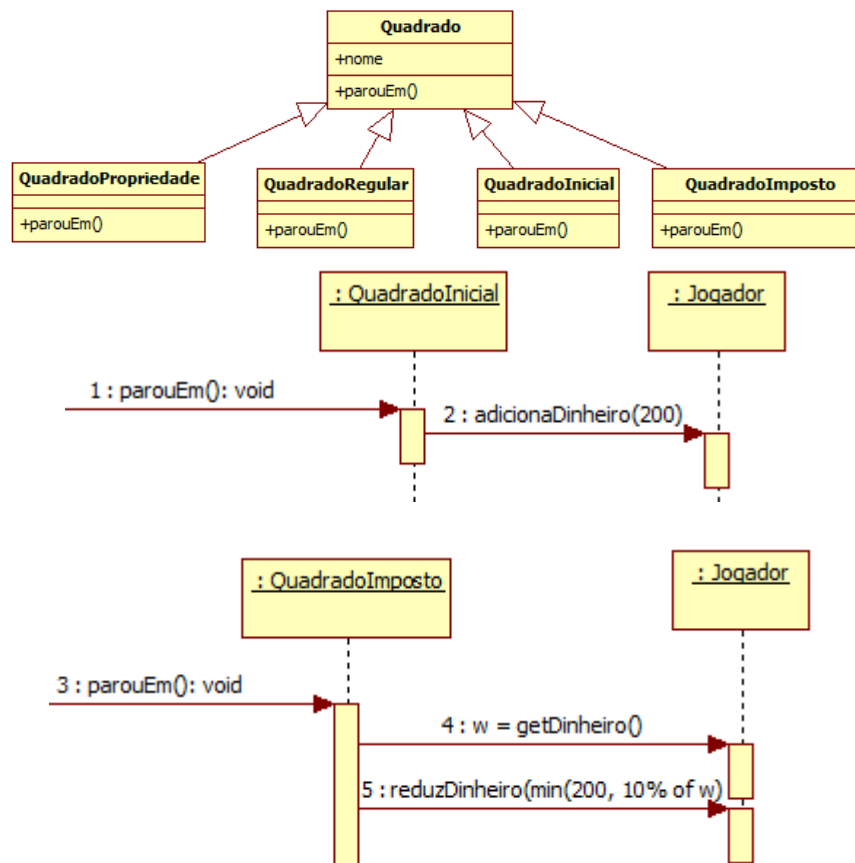 Quadrado
+nome
+parouEm()
QuadradoPropriedade
+parouEm()
QuadradoRegular
+parouEm()
QuadradoInicial
+parouEm()
QuadradoImposto
+parouEm()
: QuadradoInicial
: Jogador
1 : parouEm(): void
2 : adicionaDinheiro(200)
: QuadradoImposto
: Jogador
3 : parouEm(): void
4 : w = getDinheiro()
5 : reduzDinheiro(min(200, 10% of w)